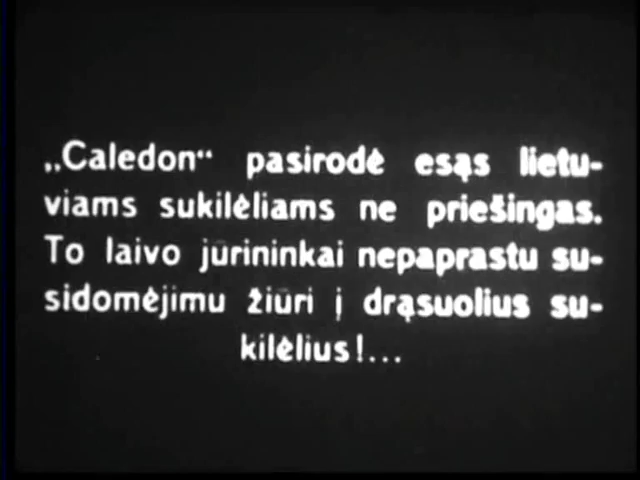 „Caledon“ pasirodė esąs lietu-
viams sukilėliams ne priešingas.
To laivo jūrininkai nepaprastu su-
sidomėjimu žiūri į drąsuolius su-
kilėlius!...